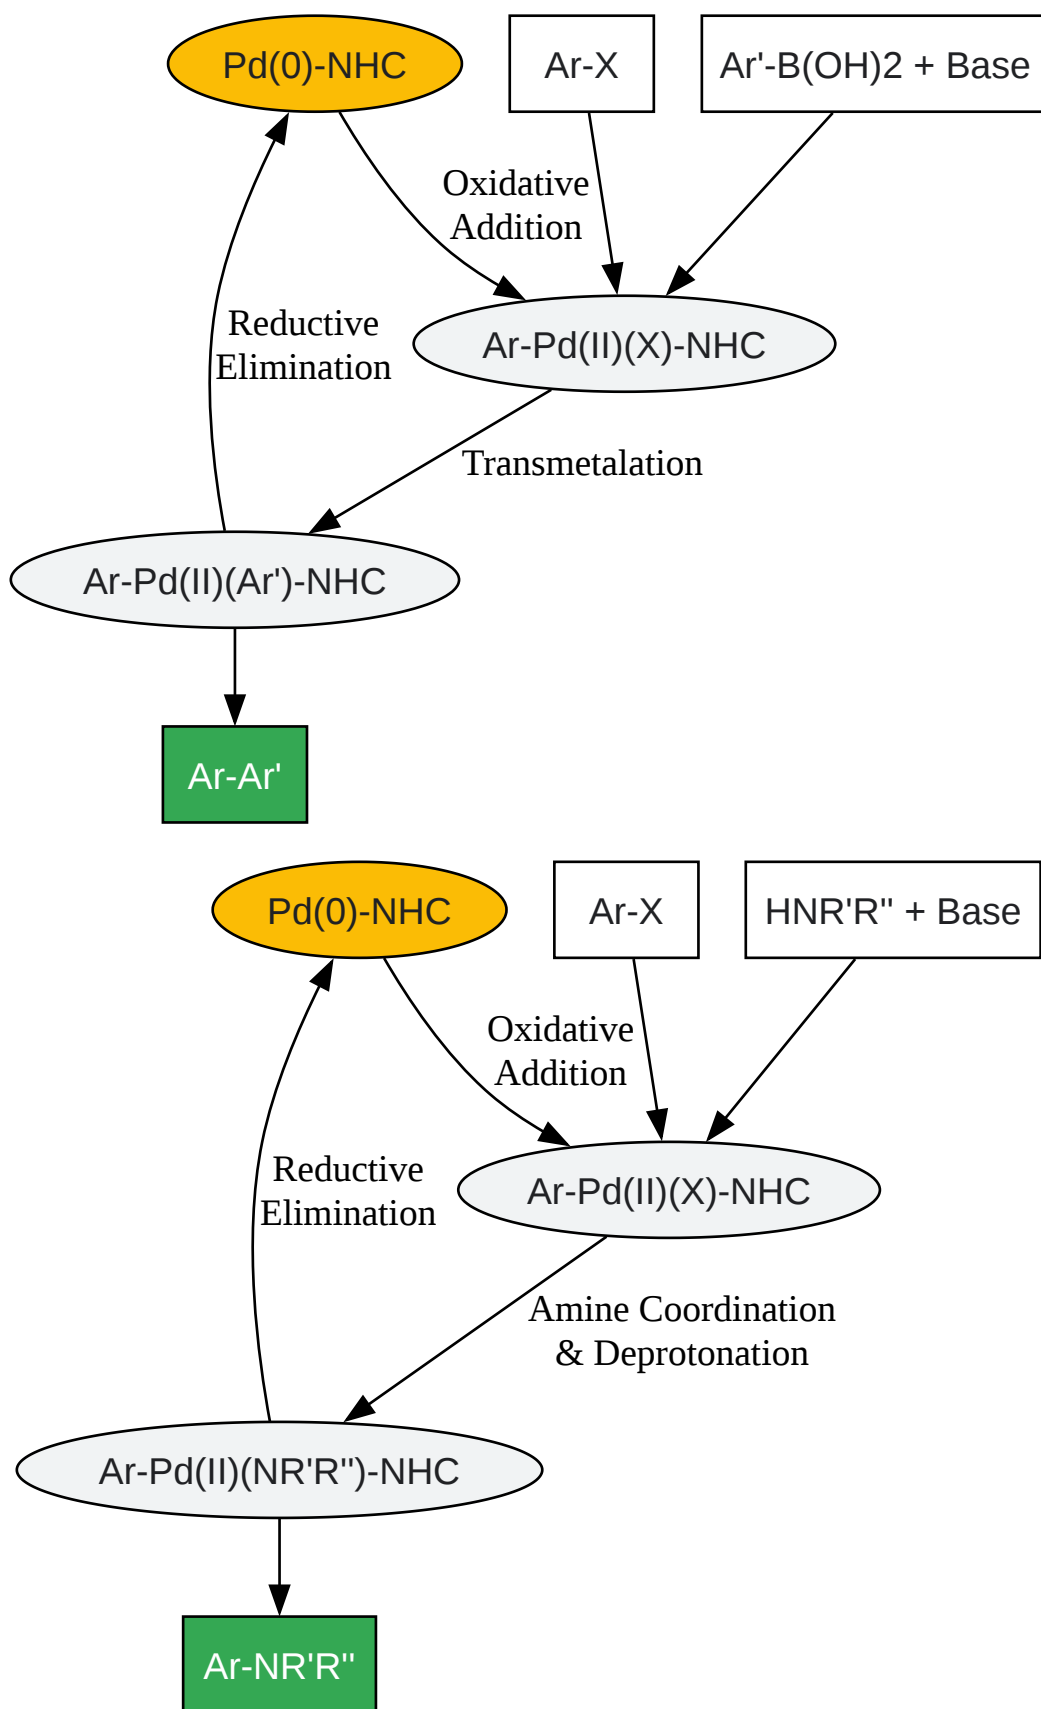 Pd(0)-NHC
Ar-X
Ar'-B(OH)2 + Base
Oxidative
Addition
Reductive
Elimination
Ar-Pd(II)(X)-NHC
Transmetalation
Ar-Pd(II)(Ar')-NHC
Ar-Ar'
Pd(0)-NHC
Ar-X
HNR'R'' + Base
Oxidative
Addition
Reductive
Elimination
Ar-Pd(II)(X)-NHC
Amine Coordination
& Deprotonation
Ar-Pd(II)(NR'R'')-NHC
Ar-NR'R''